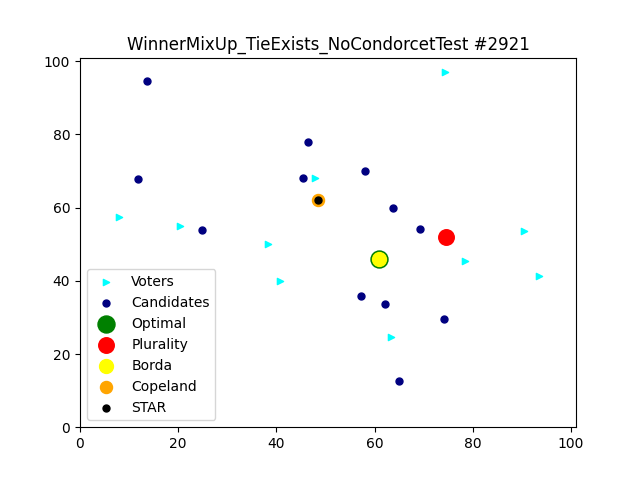 WinnerMixUp_TieExists_NoCondorcetTest #2921
100
80
60
40
20
0
Voters
Candidates
Optimal
Plurality
Borda
Copeland
STAR
0 20 40 60 80 100